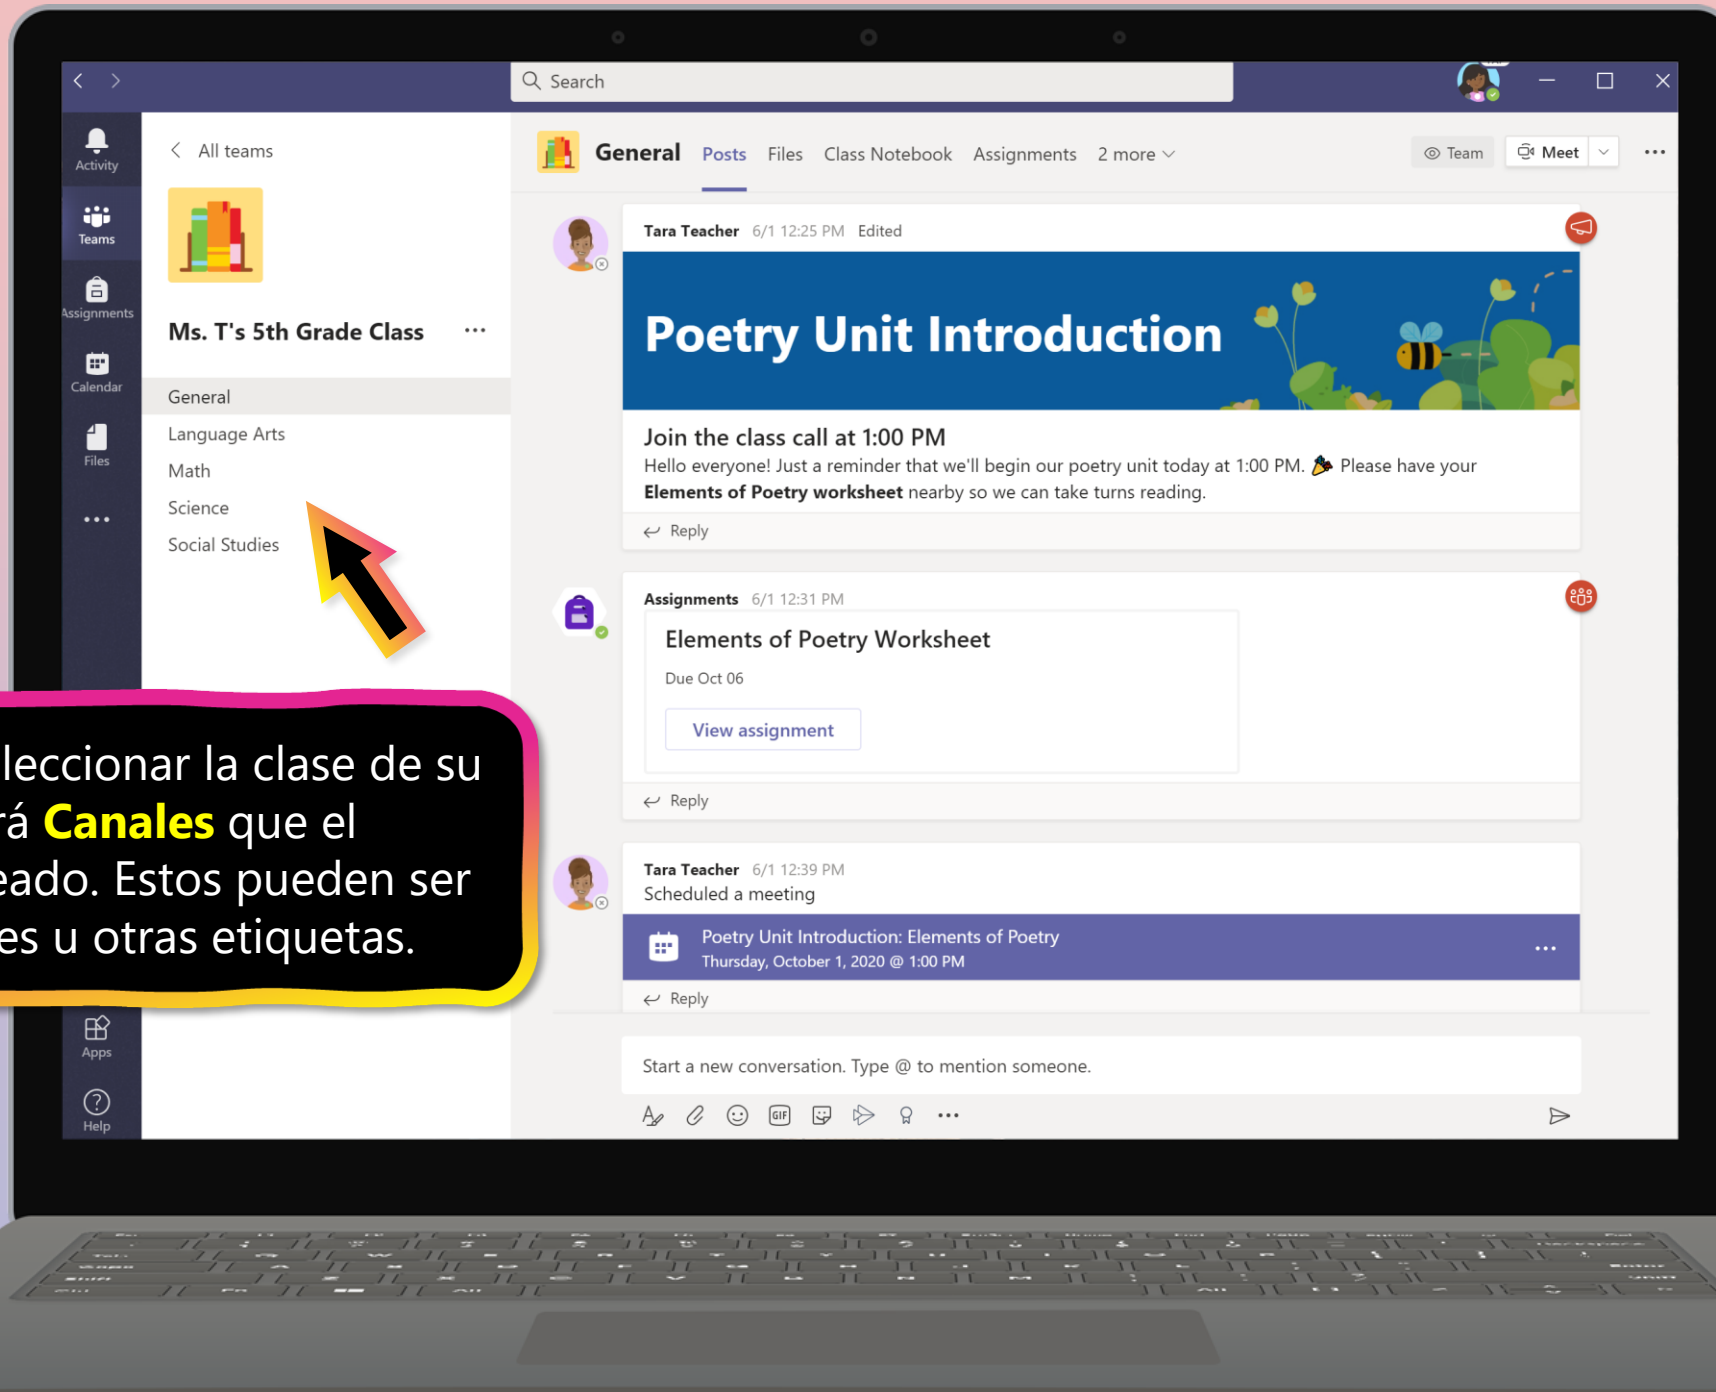 Search
Activity
Teams
Assignments
Calendar
Files
All teams
Ms. T's 5th Grade Class
General
Language Arts
Math
Science
Social Studies
General Posts Files Class Notebook Assignments 2 more
Team Meet
Tara Teacher 6/1 12:25 PM Edited
Poetry Unit Introduction
Join the class call at 1:00 PM
Hello everyone! Just a reminder that we'll begin our poetry unit today at 1:00 PM. 🎉 Please have your
Elements of Poetry worksheet nearby so we can take turns reading.
Reply
Assignments 6/1 12:31 PM
Elements of Poetry Worksheet
Due Oct 06
View assignment
Reply
Tara Teacher 6/1 12:39 PM
Scheduled a meeting
Poetry Unit Introduction: Elements of Poetry
Thursday, October 1, 2020 @ 1:00 PM
Reply
Start a new conversation. Type @ to mention someone.
GIF
leccionar la clase de su
rá Canales que el
eado. Estos pueden ser
es u otras etiquetas.
Apps
Help